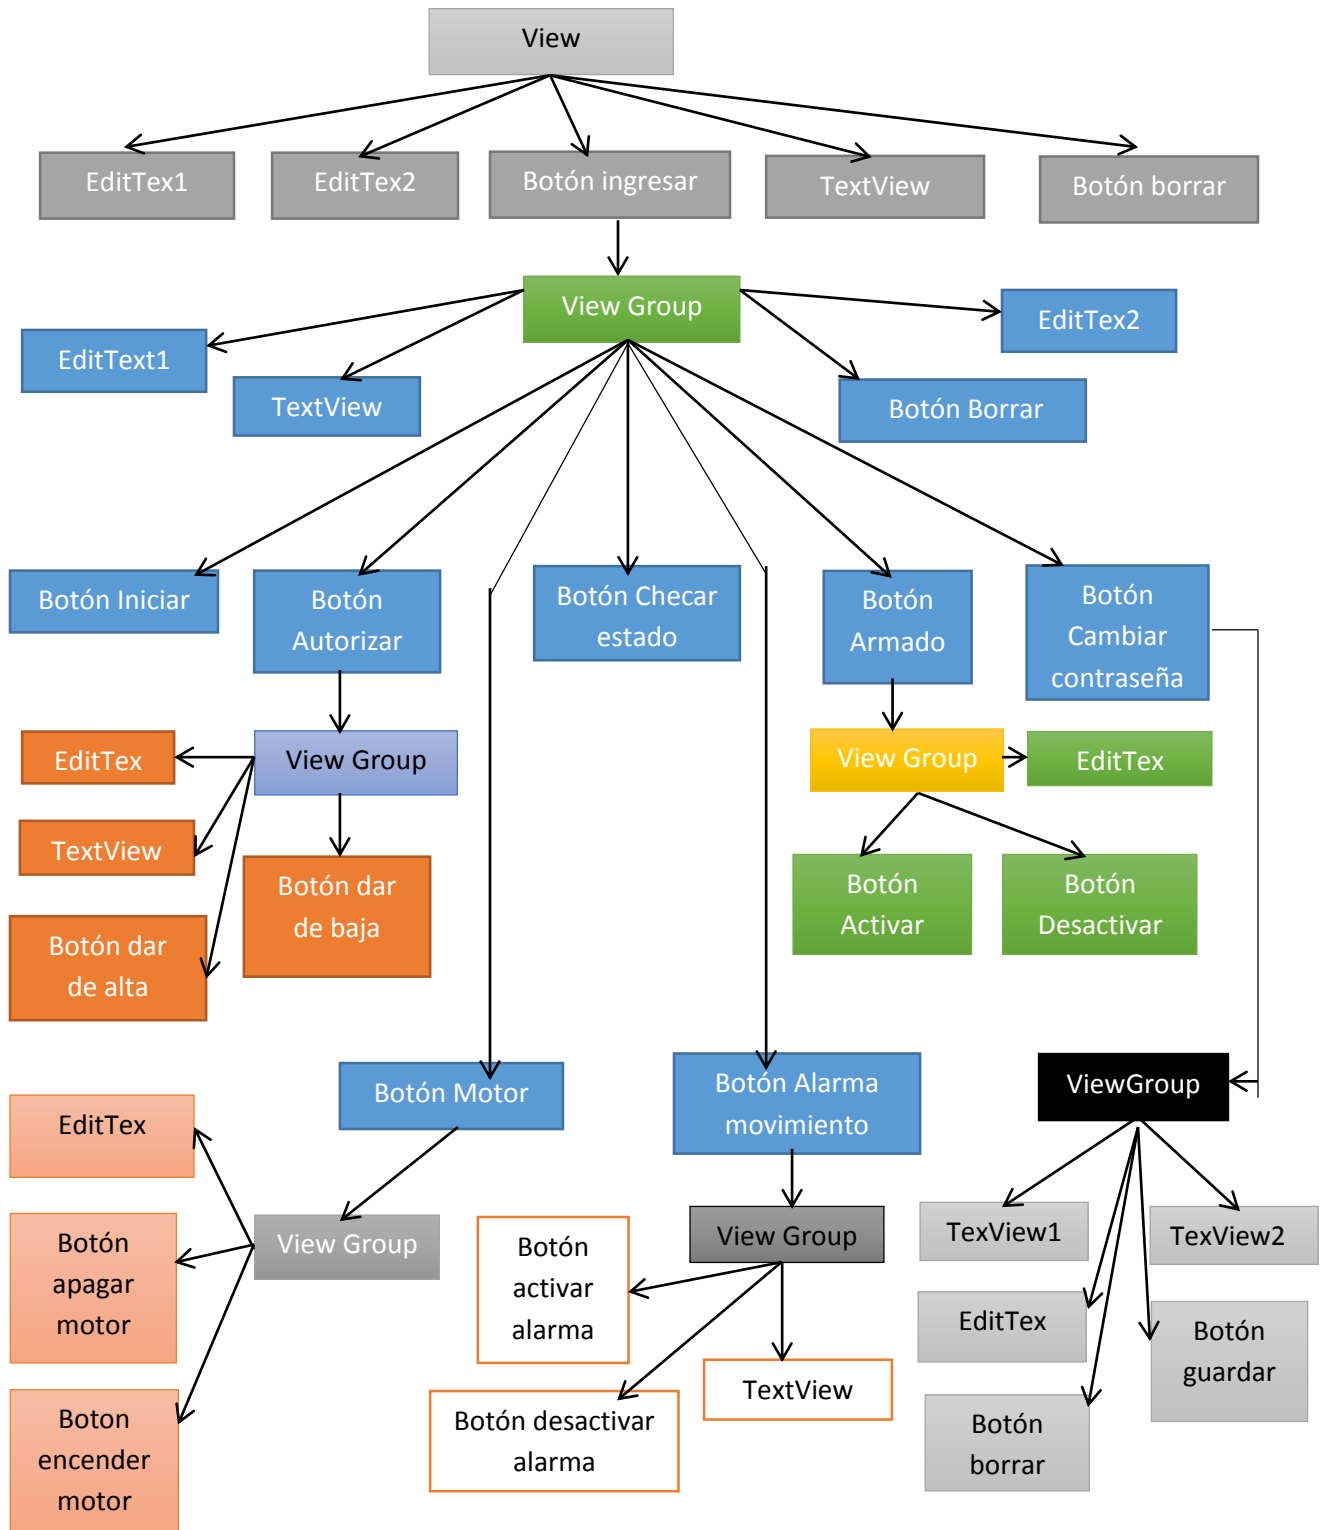 View
EditTex1
EditTex2
Botón ingresar
TextView
Botón borrar
View Group
EditTex2
EditText1
TextView
Botón Borrar
Botón Iniciar
Botón
Autorizar
Botón Checar
estado
Botón
Armado
Botón
Cambiar
contraseña
EditTex
View Group
View Group
EditTex
TextView
Botón dar
de baja
Botón
Activar
Botón
Desactivar
Botón dar
de alta
Botón Motor
Botón Alarma
movimiento
ViewGroup
EditTex
Botón
apagar
motor
View Group
Botón
activar
alarma
View Group
TexView1
TexView2
EditTex
Botón
guardar
Boton
encender
motor
Botón desactivar
alarma
TextView
Botón
borrar